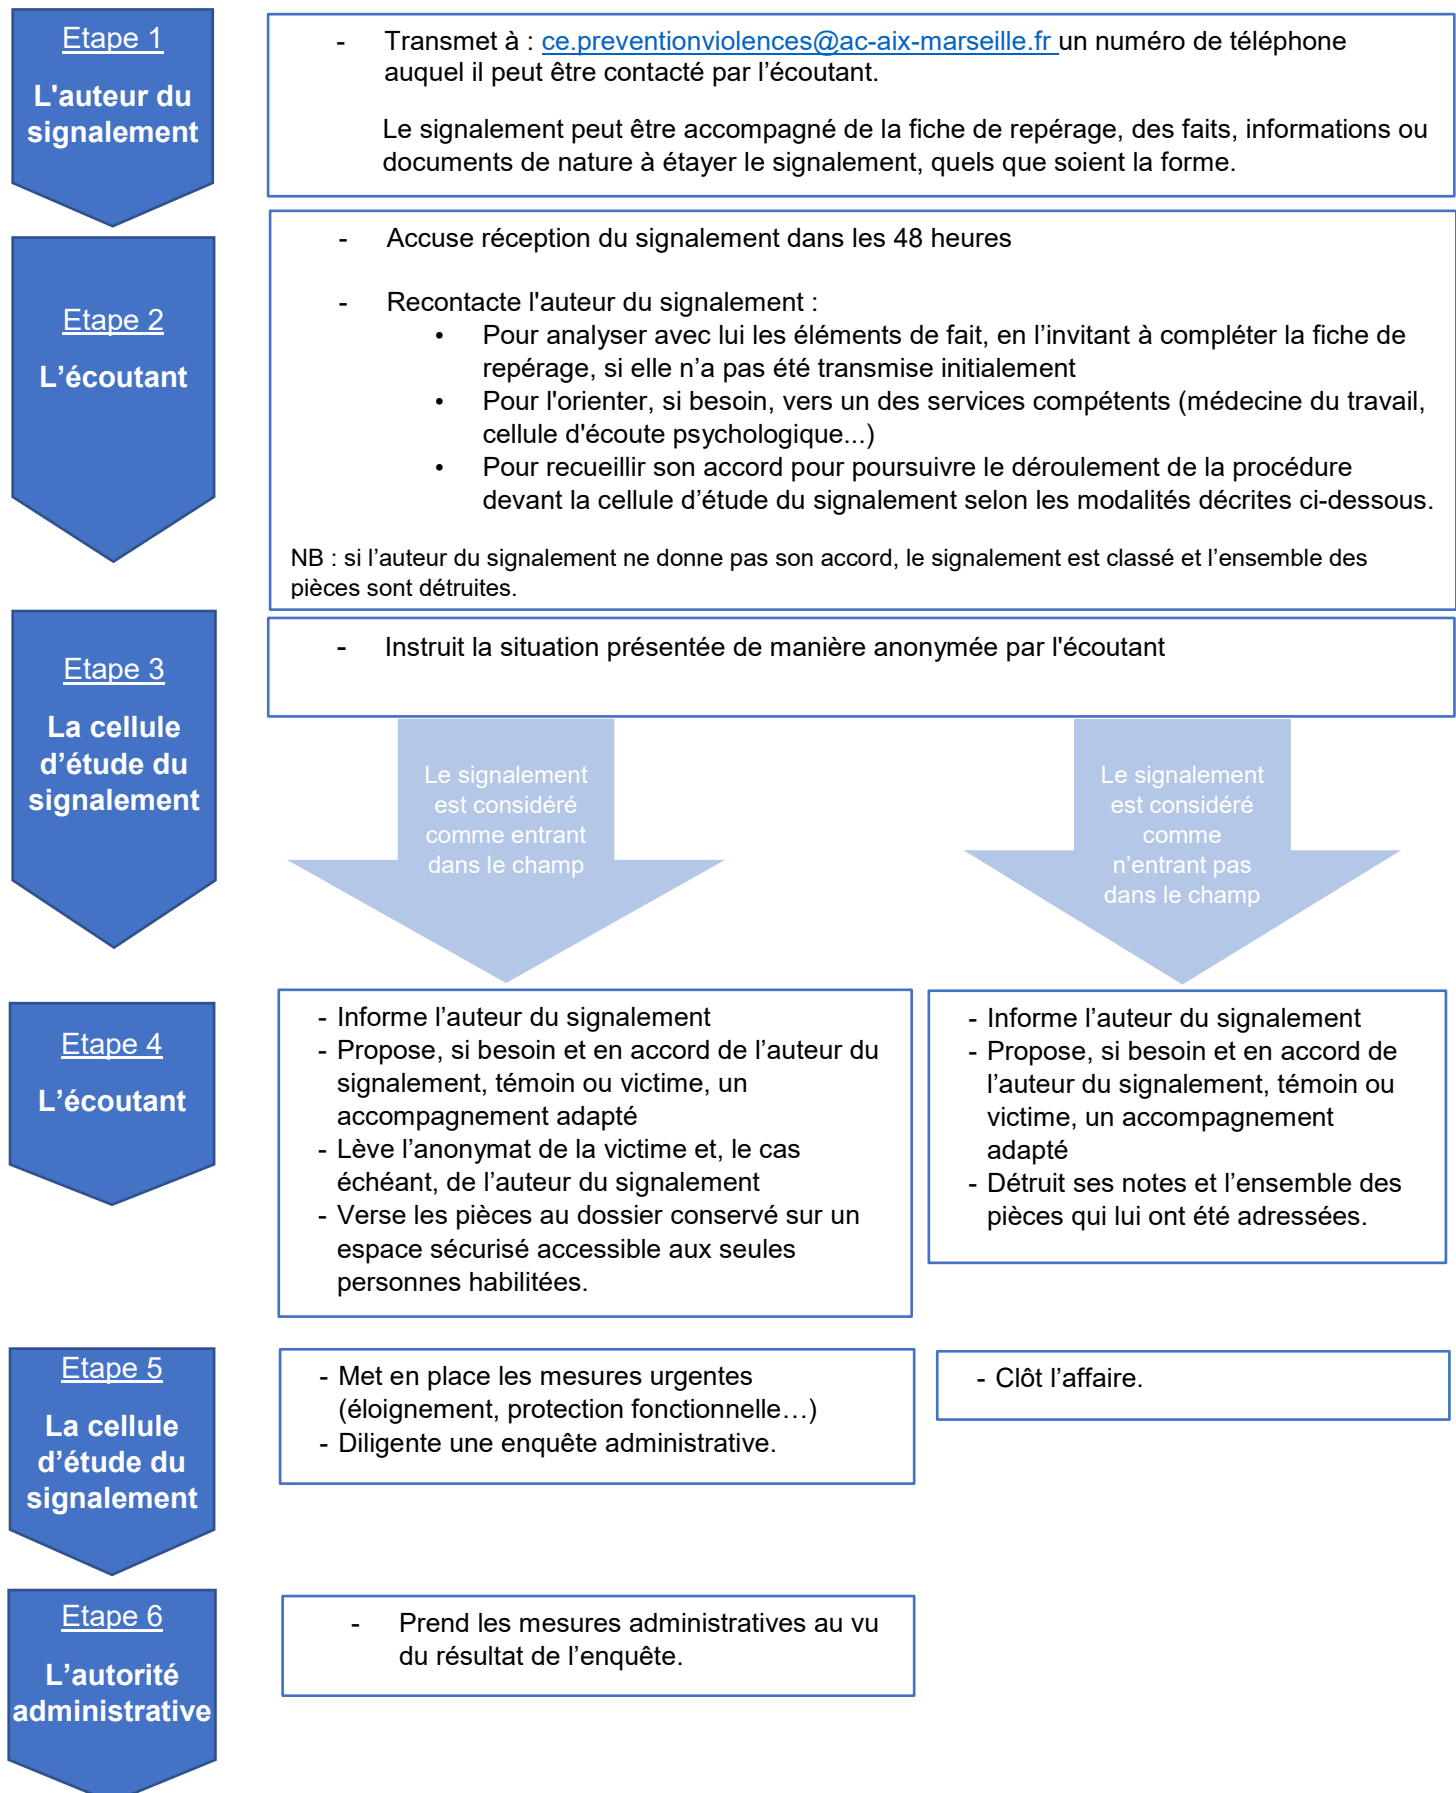 Etape 1
L'auteur du
signalement
- Transmet à : ce.preventionviolences@ac-aix-marseille.fr un numéro de téléphone
auquel il peut être contacté par l’écoutant.
Le signalement peut être accompagné de la fiche de repérage, des faits, informations ou
documents de nature à étayer le signalement, quels que soient la forme.
Etape 2
L’écoutant
- Accuse réception du signalement dans les 48 heures
- Recontacte l'auteur du signalement :
• Pour analyser avec lui les éléments de fait, en l’invitant à compléter la fiche de
repérage, si elle n’a pas été transmise initialement
• Pour l'orienter, si besoin, vers un des services compétents (médecine du travail,
cellule d'écoute psychologique...)
• Pour recueillir son accord pour poursuivre le déroulement de la procédure
devant la cellule d’étude du signalement selon les modalités décrites ci-dessous.
NB : si l’auteur du signalement ne donne pas son accord, le signalement est classé et l’ensemble des
pièces sont détruites.
Etape 3
La cellule
d’étude du
signalement
- Instruit la situation présentée de manière anonymée par l'écoutant
Le signalement
est considéré
comme entrant
dans le champ
Le signalement
est considéré
comme
n’entrant pas
dans le champ
Etape 4
L’écoutant
- Informe l’auteur du signalement
- Propose, si besoin et en accord de l’auteur du
signalement, témoin ou victime, un
accompagnement adapté
- Lève l’anonymat de la victime et, le cas
échéant, de l’auteur du signalement
- Verse les pièces au dossier conservé sur un
espace sécurisé accessible aux seules
personnes habilitées.
- Informe l’auteur du signalement
- Propose, si besoin et en accord de
l’auteur du signalement, témoin ou
victime, un accompagnement
adapté
- Détruit ses notes et l’ensemble des
pièces qui lui ont été adressées.
Etape 5
La cellule
d’étude du
signalement
- Met en place les mesures urgentes
(éloignement, protection fonctionnelle…)
- Diligente une enquête administrative.
- Clôt l’affaire.
Etape 6
L’autorité
administrative
- Prend les mesures administratives au vu
du résultat de l’enquête.